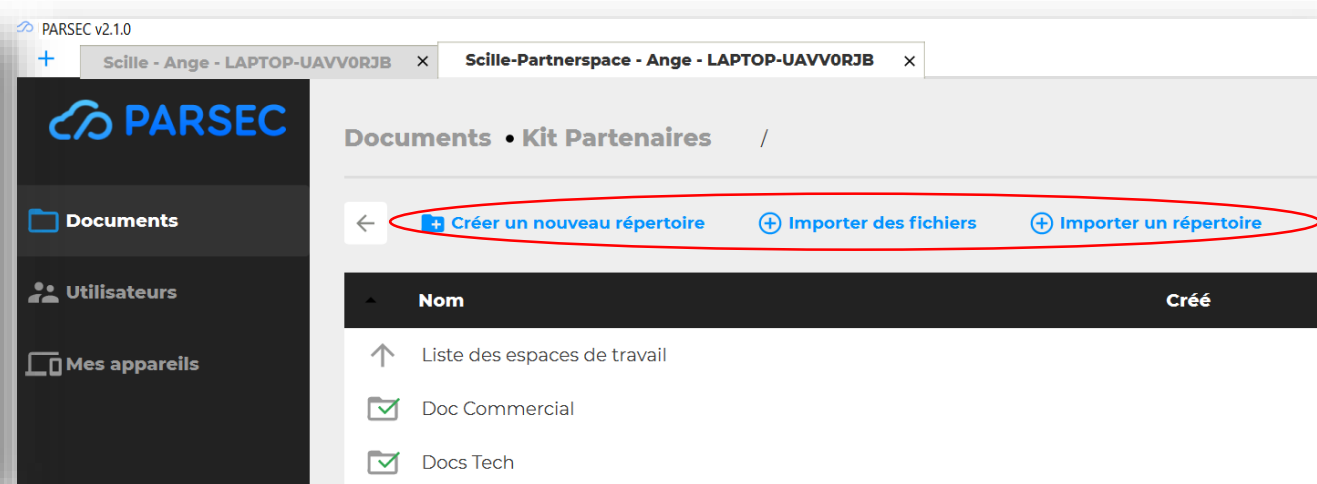 PARSEC v2.1.0
+ Scille - Ange - LAPTOP-UAVV0RJB × Scille-Partnerspace - Ange - LAPTOP-UAVV0RJB ×
PARSEC
Documents • Kit Partenaires /
Documents
Créer un nouveau répertoire Importer des fichiers Importer un répertoire
Utilisateurs
Nom Créé
Mes appareils
Liste des espaces de travail
Doc Commercial
Docs Tech